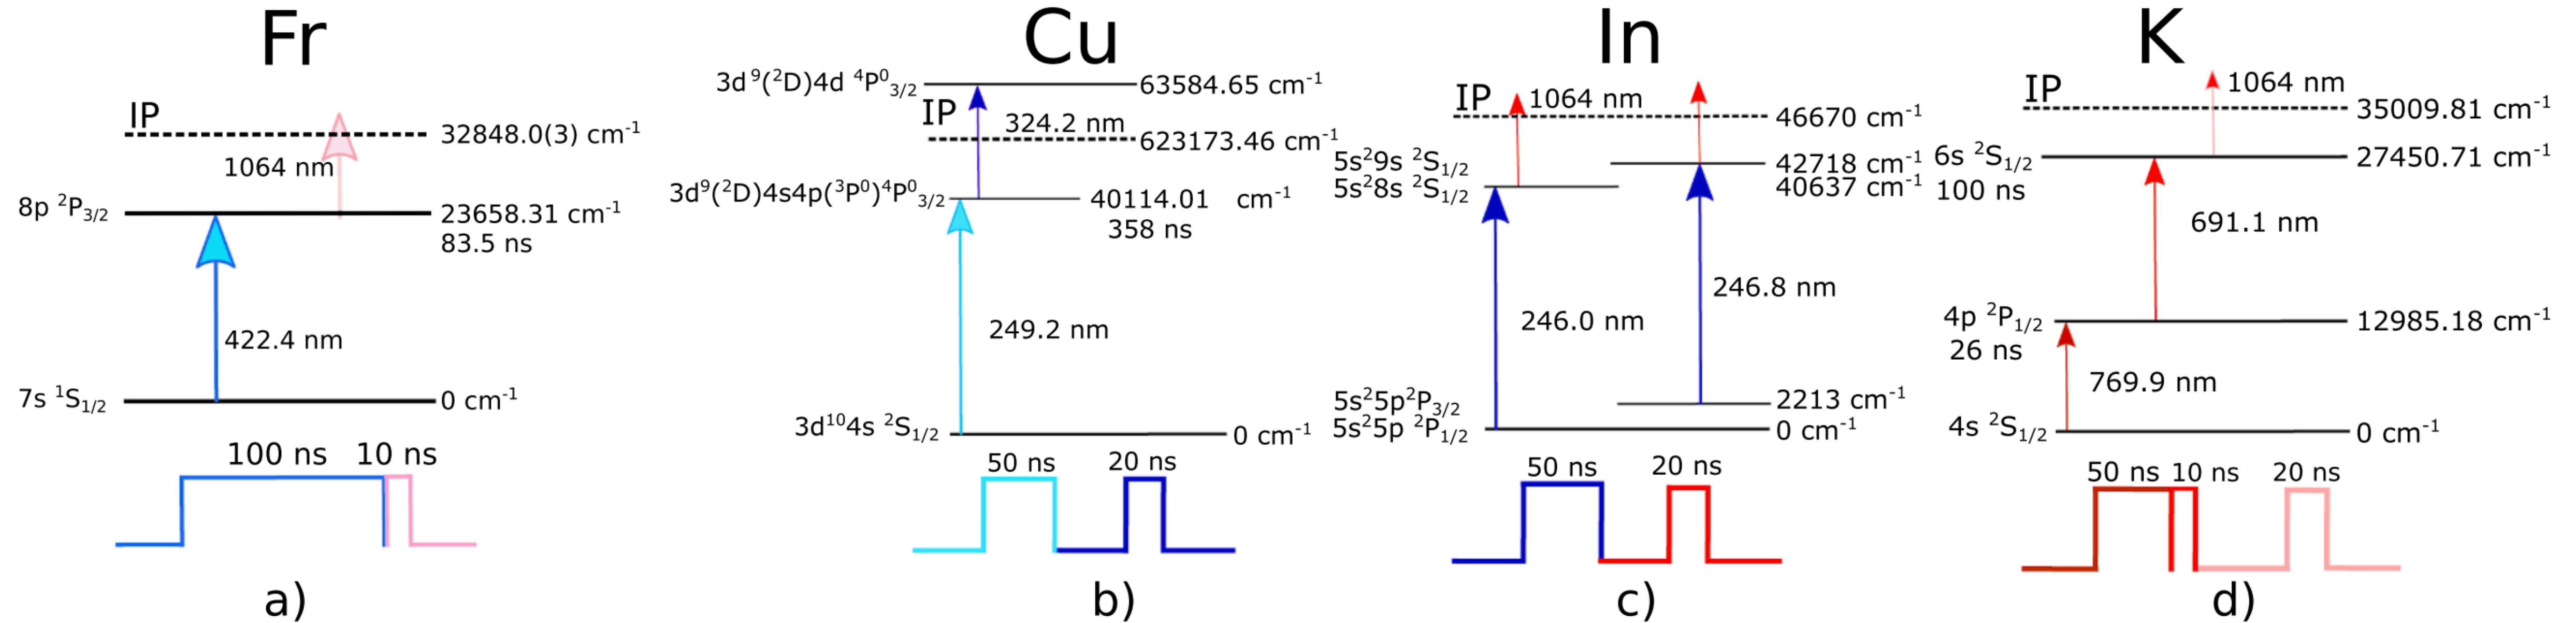 Fr
IP
32848.0(3) cm⁻¹
1064 nm
8p ²P₃/₂
23658.31 cm⁻¹
83.5 ns
422.4 nm
7s ¹S₁/₂
0 cm⁻¹
100 ns 10 ns
a)
Cu
3d⁹(²D)4d ⁴P⁰₃/₂
63584.65 cm⁻¹
IP
324.2 nm
623173.46 cm⁻¹
3d⁹(²D)4s4p(³P⁰)⁴P⁰₃/₂
40114.01 cm⁻¹
358 ns
249.2 nm
3d¹⁰4s ²S₁/₂
0 cm⁻¹
50 ns 20 ns
b)
In
IP
1064 nm
46670 cm⁻¹
5s²9s ²S₁/₂
42718 cm⁻¹
5s²8s ²S₁/₂
40637 cm⁻¹
246.8 nm
246.0 nm
5s²5p²P₃/₂
2213 cm⁻¹
5s²5p ²P₁/₂
0 cm⁻¹
50 ns 20 ns
c)
K
1064 nm
IP
35009.81 cm⁻¹
6s ²S₁/₂
27450.71 cm⁻¹
100 ns
691.1 nm
4p ²P₁/₂
12985.18 cm⁻¹
26 ns
769.9 nm
4s ²S₁/₂
0 cm⁻¹
50 ns 10 ns 20 ns
d)